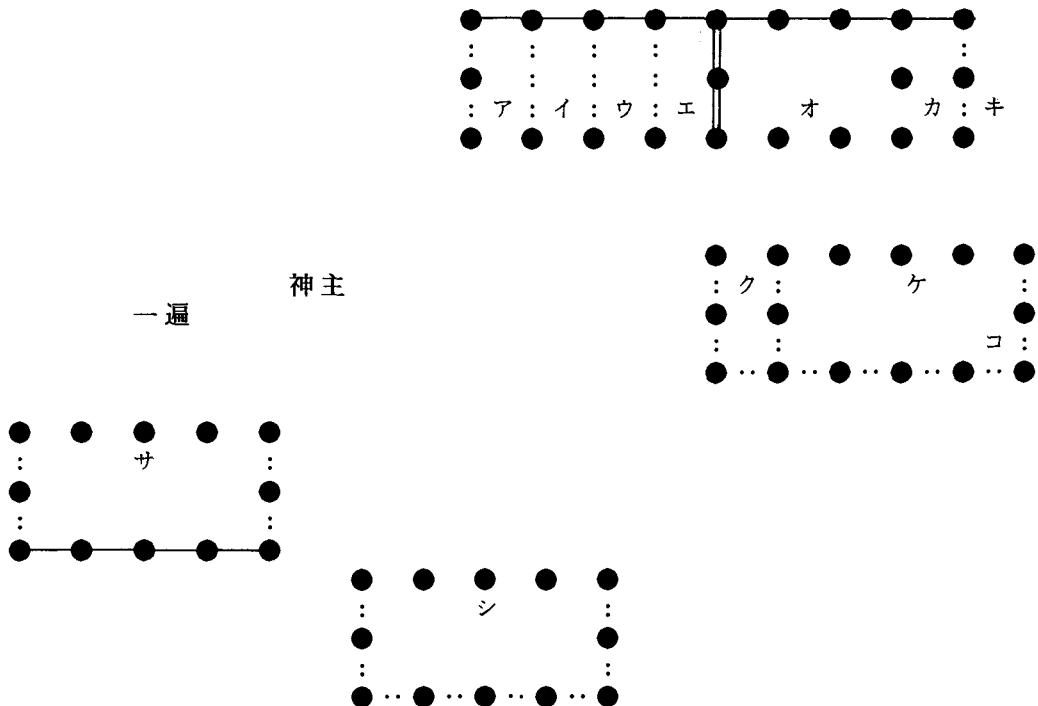 ア イ ウ エ オ カ キ
神主
ク ケ
一遍
コ
サ
シ